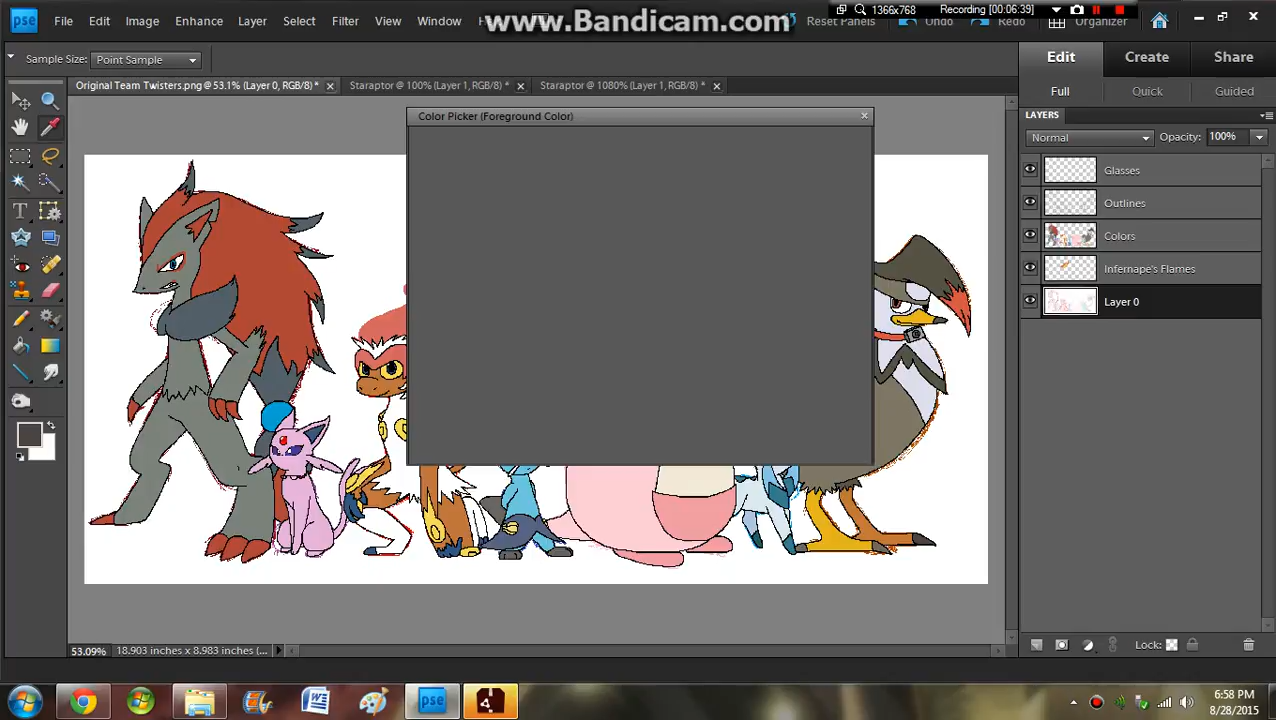 pse File Edit Image Enhance Layer Select Filter View Window
www.Bandicam.com
1366x768 Recording [00:06:39]
Reset Panels Undo Redo Organizer
Sample Size: Point Sample
Edit Create Share
Original Team Twisters.png @ 53.1% (Layer 0, RGB/8) * Staraptor @ 100% (Layer 1, RGB/8) * Staraptor @ 1080% (Layer 1, RGB/8) *
Full Quick Guided
Color Picker (Foreground Color)
LAYERS
Normal Opacity: 100%
Glasses
Outlines
Colors
Infernape's Flames
Layer 0
T
Lock:
53.09% 18.903 inches x 8.983 inches (...
W pse
6:58 PM
8/28/2015